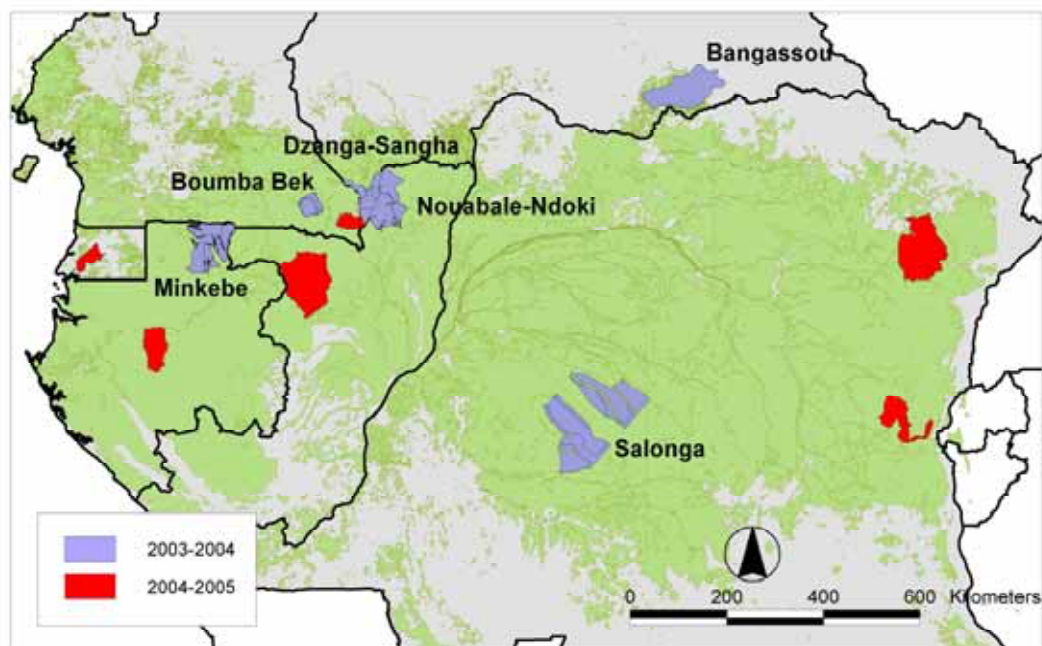 Bangassou
Dzanga-Sangha
Boumba Bek
Nouabale-Ndoki
Minkebe
Salonga
2003-2004
2004-2005
0 200 400 600 Kilometers